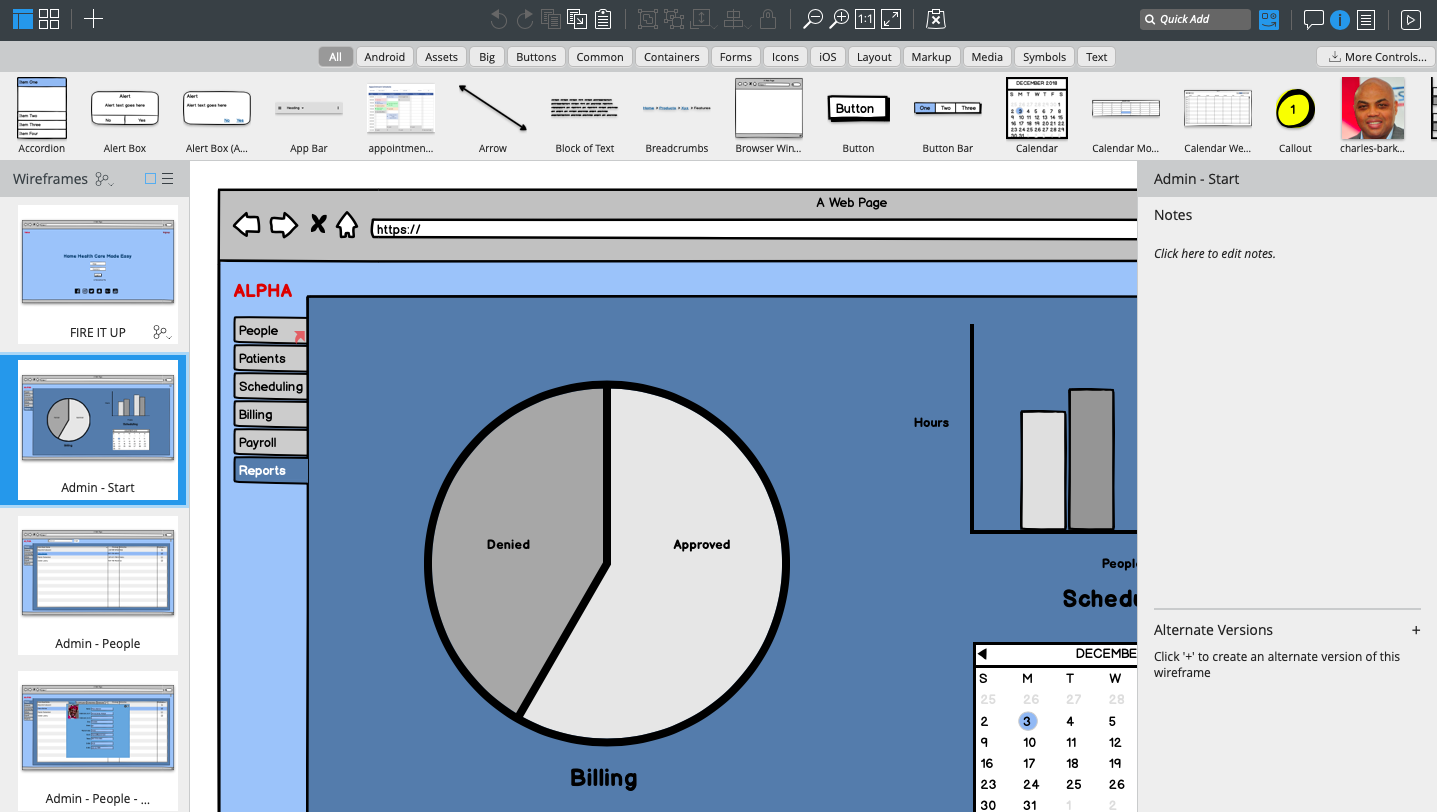 1:1
Quick Add
All
Android
Assets
Big
Buttons
Common
Containers
Forms
Icons
iOS
Layout
Markup
Media
Symbols
Text
More Controls...
Item One
Item Two
Item Three
Item Four
Alert
Alert text goes here
No
Yes
Alert
Alert text goes here
No
Yes
Button
One
Two
Three
DECEMBER 2018
1
Accordion
Alert Box
Alert Box (A...
App Bar
appointmen...
Arrow
Block of Text
Breadcrumbs
Browser Win...
Button
Button Bar
Calendar
Calendar Mo...
Calendar We...
Callout
charles-bark...
Wireframes
Home Health Care Made Easy
FIRE IT UP
Admin - Start
Admin - People
Admin - People - ...
A Web Page
https://
ALPHA
People
Patients
Scheduling
Billing
Payroll
Reports
Denied
Approved
Billing
Hours
Peopl
Schedu
DECEMBE
S M T W
25 26 27 28
2 3 4 5
9 10 11 12
16 17 18 19
23 24 25 26
30 31 1 2
Admin - Start
Notes
Click here to edit notes.
Alternate Versions
+
Click '+' to create an alternate version of this
wireframe